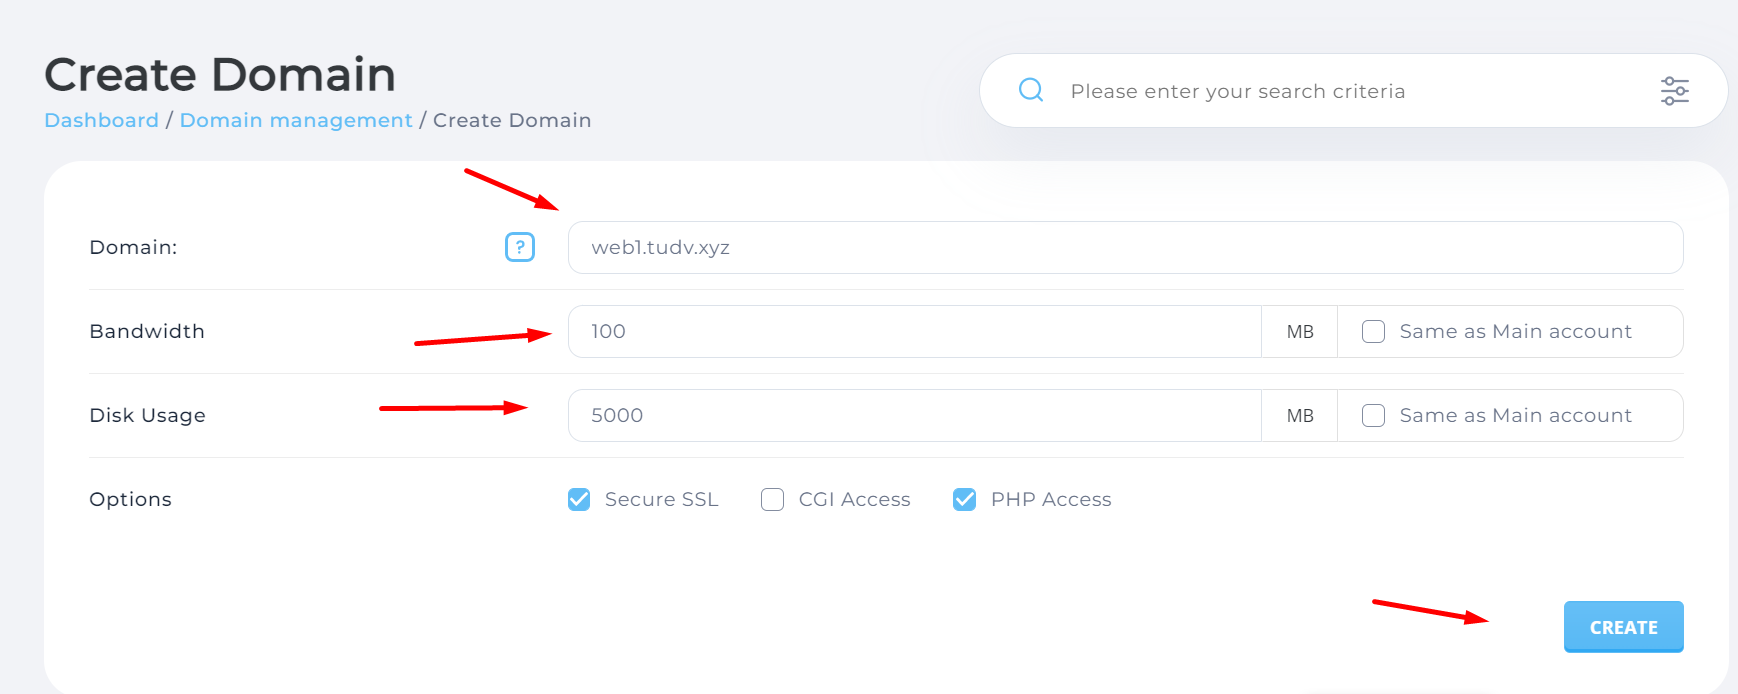 Create Domain
Dashboard / Domain management / Create Domain
Please enter your search criteria
Domain:
?
web1.tudv.xyz
Bandwidth
100
MB
Same as Main account
Disk Usage
5000
MB
Same as Main account
Options
Secure SSL
CGI Access
PHP Access
CREATE